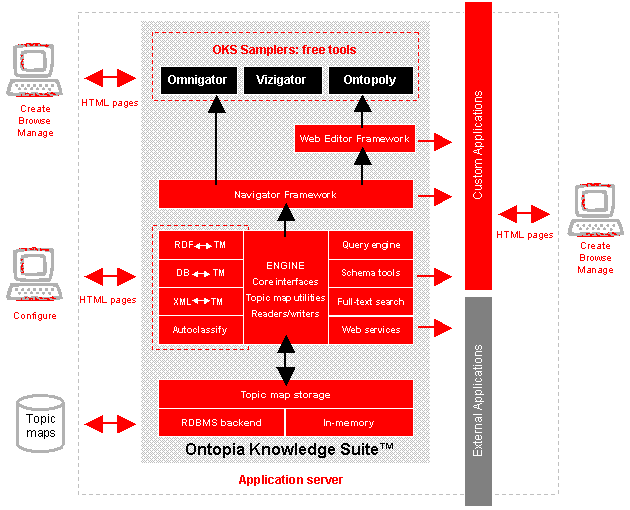 OKS Samplers: free tools
Omnigator
Vizigator
Ontopoly
HTML pages
Create
Browse
Manage
Web Editor Framework
Navigator Framework
RDF TM
DB TM
XML TM
Autoclassify
ENGINE
Core interfaces
Topic map utilities
Readers/writers
Query engine
Schema tools
Full-text search
Web services
HTML pages
Configure
Topic map storage
RDBMS backend
In-memory
Topic
maps
Ontopia Knowledge Suite™
Application server
Custom Applications
External Applications
HTML pages
Create
Browse
Manage